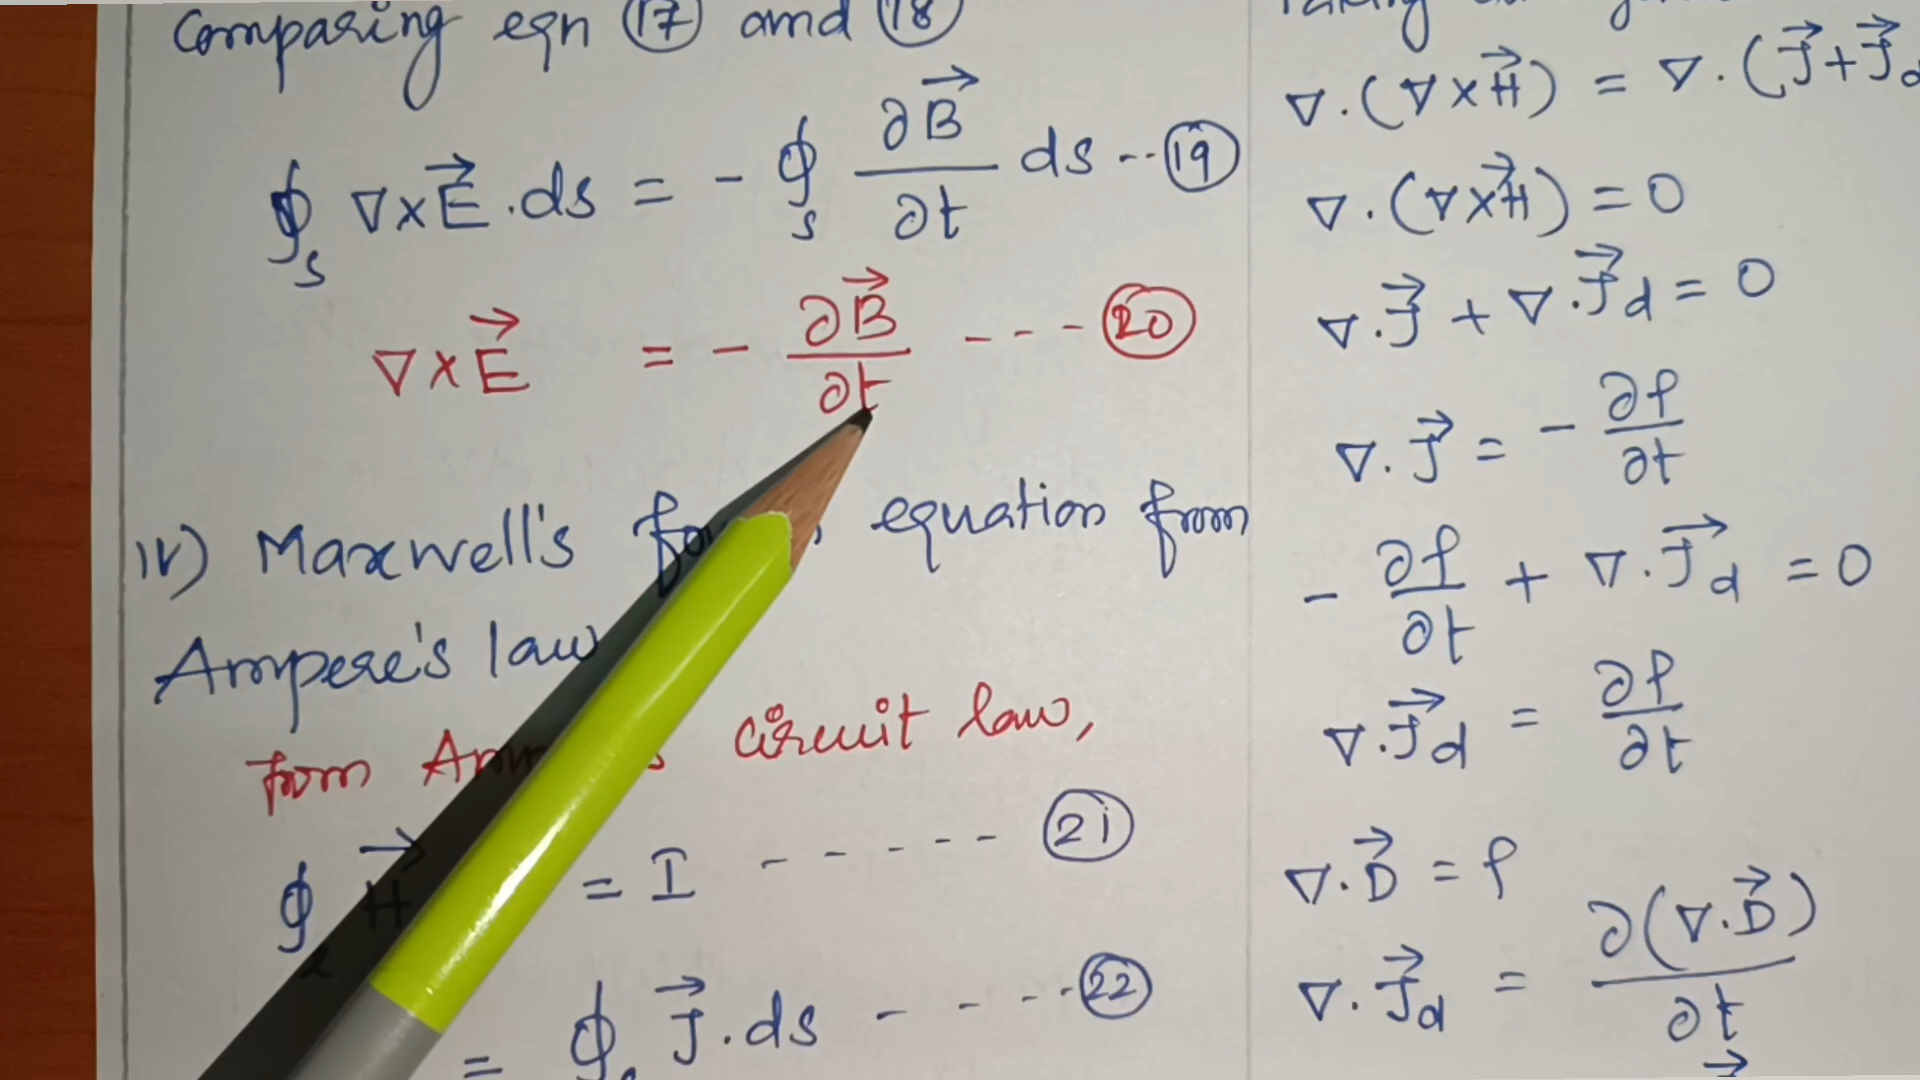 Comparing eqn (17) and (18)
∮s ∇×E⃗.ds = - ∮s ∂B⃗/∂t ds --(19)
∇×E⃗ = - ∂B⃗/∂t ---(20)
iv) Maxwell's equation from
Ampere's law
from circuit law,
∮ H⃗ = I ----- (21)
= ∮ J⃗.ds ----(22)
Taking
∇.(∇×H⃗) = ∇.(J⃗+J⃗d
∇.(∇×H⃗) = 0
∇.J⃗ + ∇.J⃗d = 0
∇.J⃗ = - ∂ρ/∂t
- ∂ρ/∂t + ∇.J⃗d = 0
∇.J⃗d = ∂ρ/∂t
∇.D⃗ = ρ
∇.J⃗d = ∂(∇.D⃗)/∂t